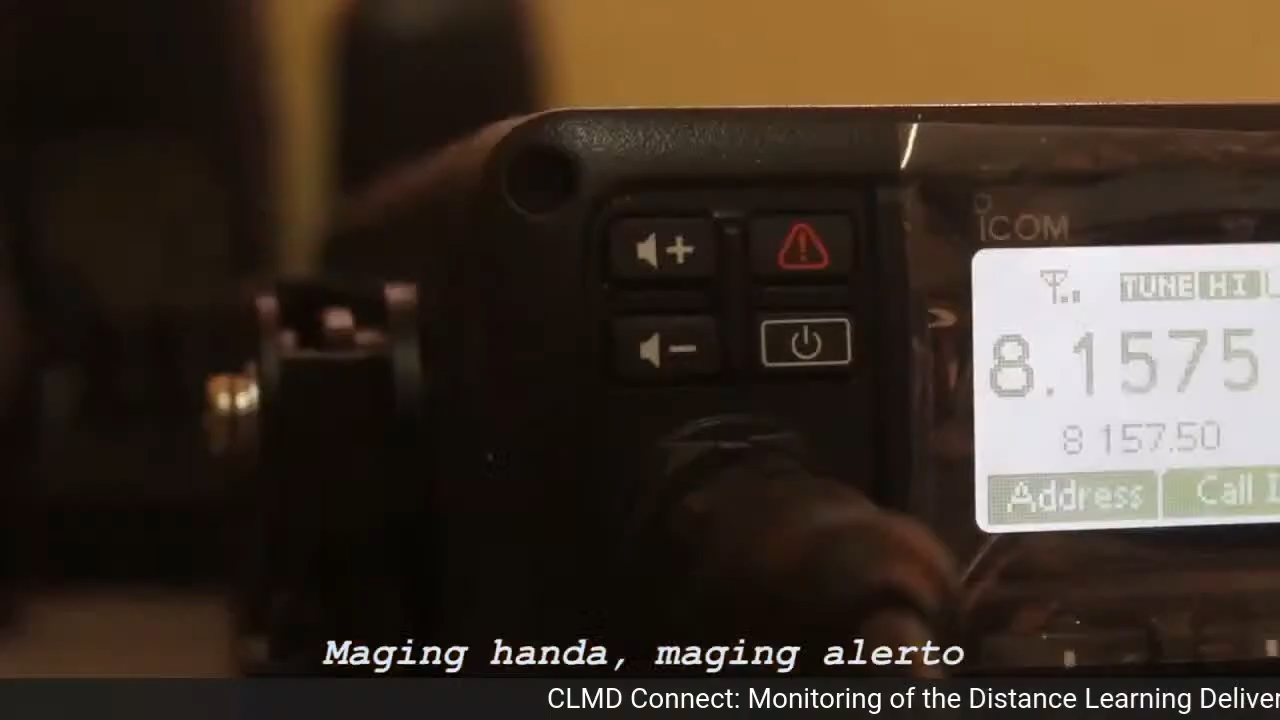 ICOM
TUNE HI
8.1575
8 157.50
Address Call I
Maging handa, maging alerto
CLMD Connect: Monitoring of the Distance Learning Deliver